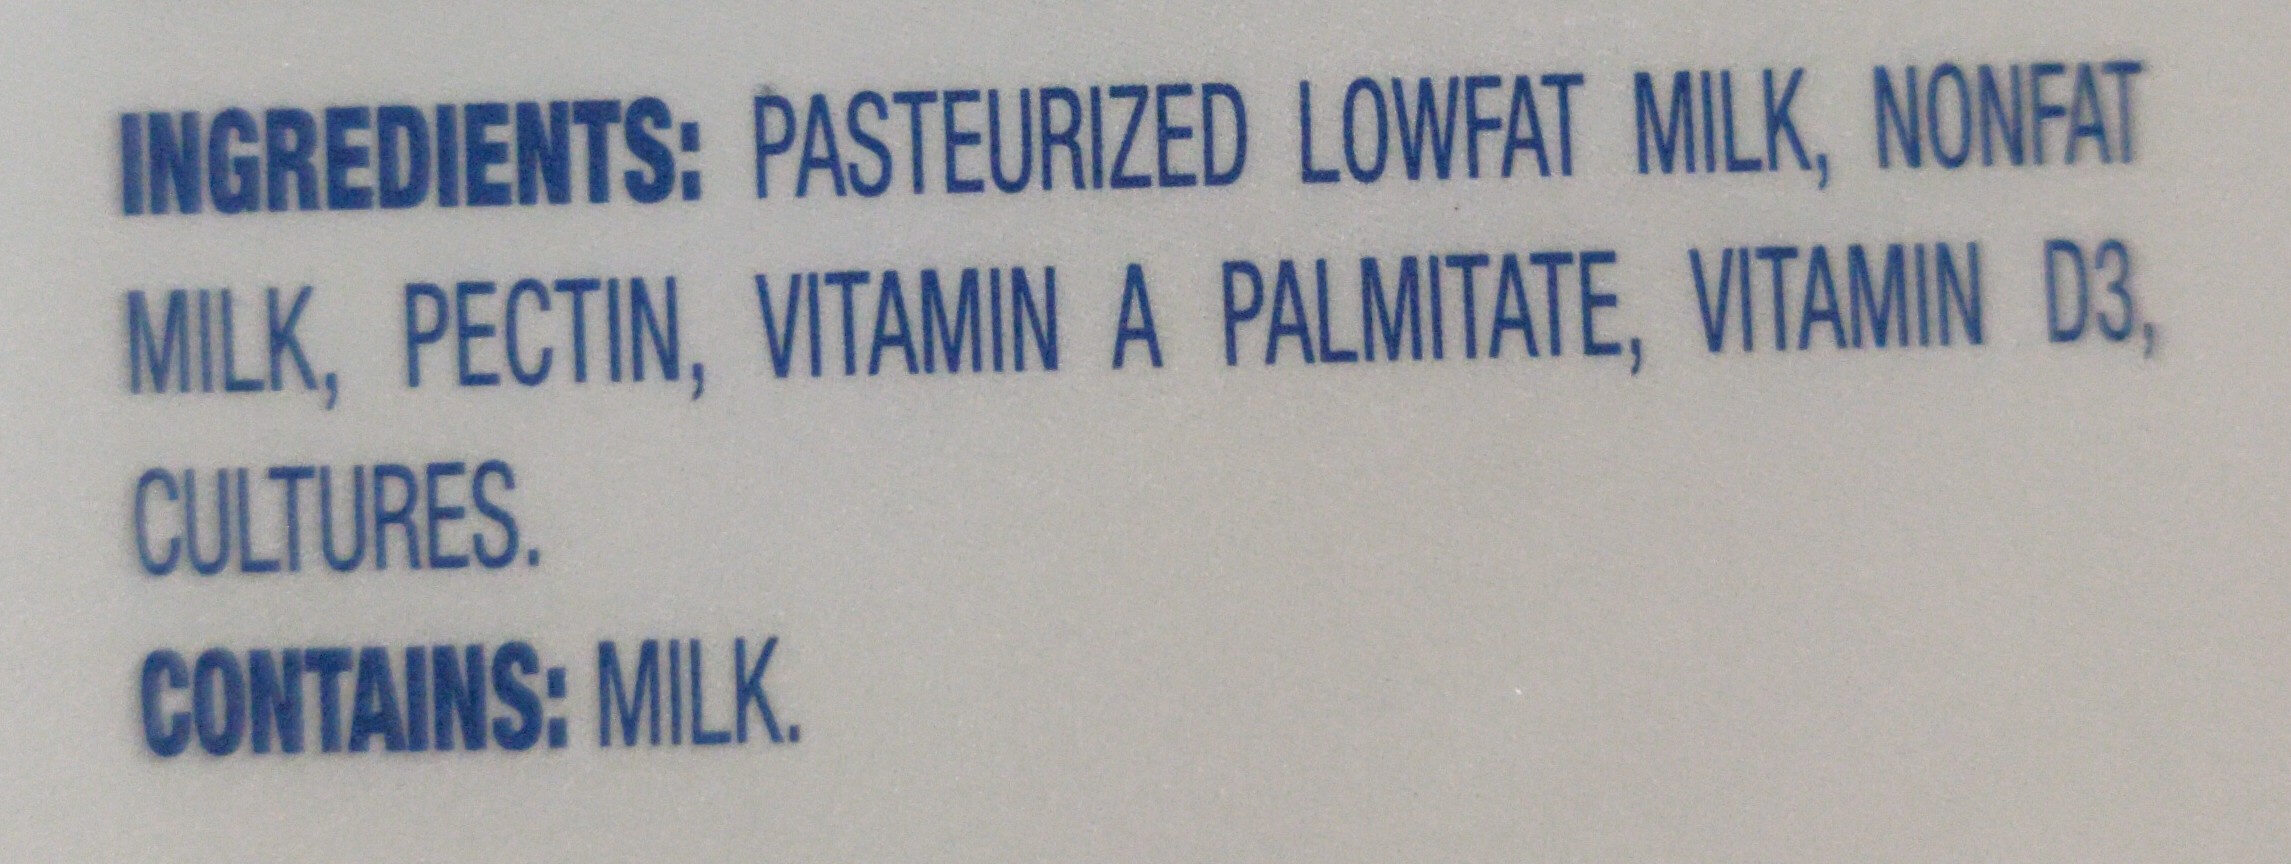 INGREDIENTS: PASTEURIZED LOWFAT MILK, NONFAT
MILK, PECTIN, VITAMIN A PALMITATE, VITAMIN D3,
CULTURES.
CONTAINS: MILK.